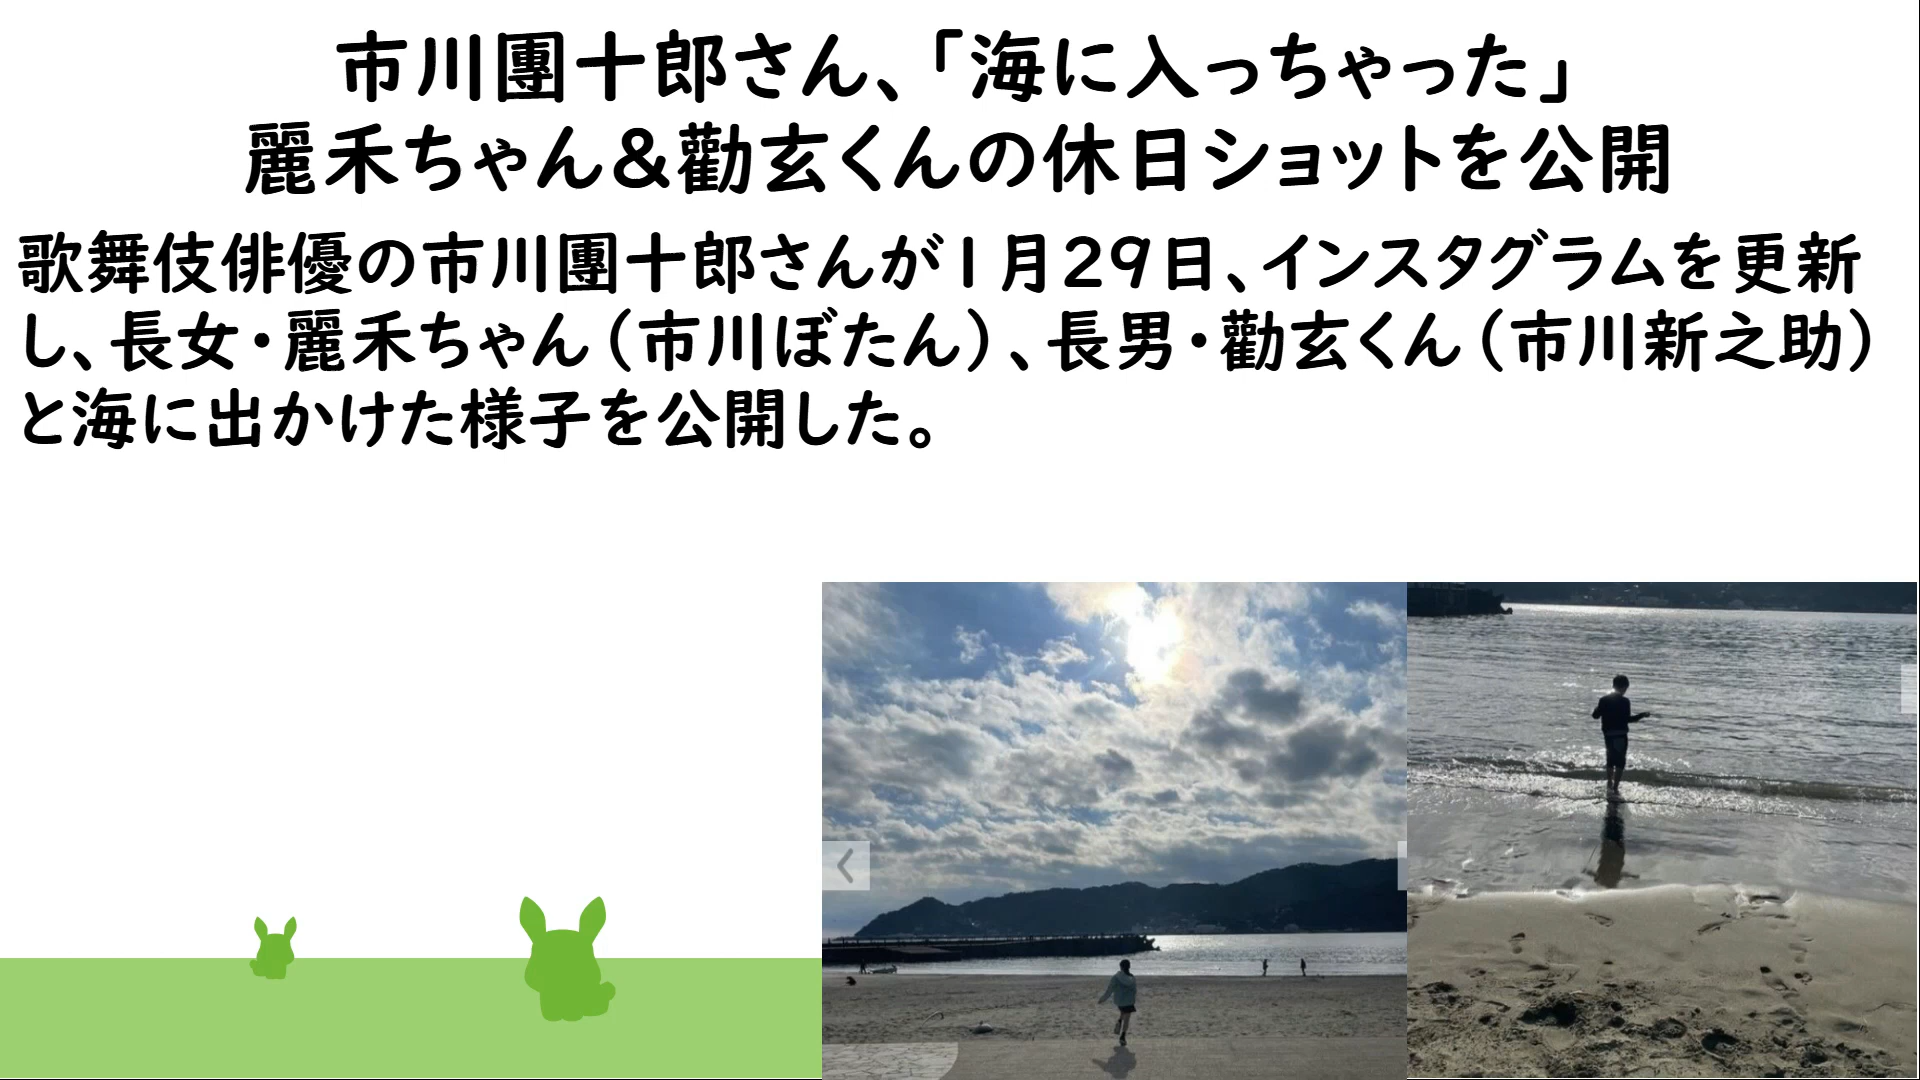 市川團十郎さん、「海に入っちゃった」
麗禾ちゃん&勸玄くんの休日ショットを公開
歌舞伎俳優の市川團十郎さんが1月29日、インスタグラムを更新
し、長女・麗禾ちゃん(市川ぼたん)、長男・勸玄くん(市川新之助)
と海に出かけた様子を公開した。